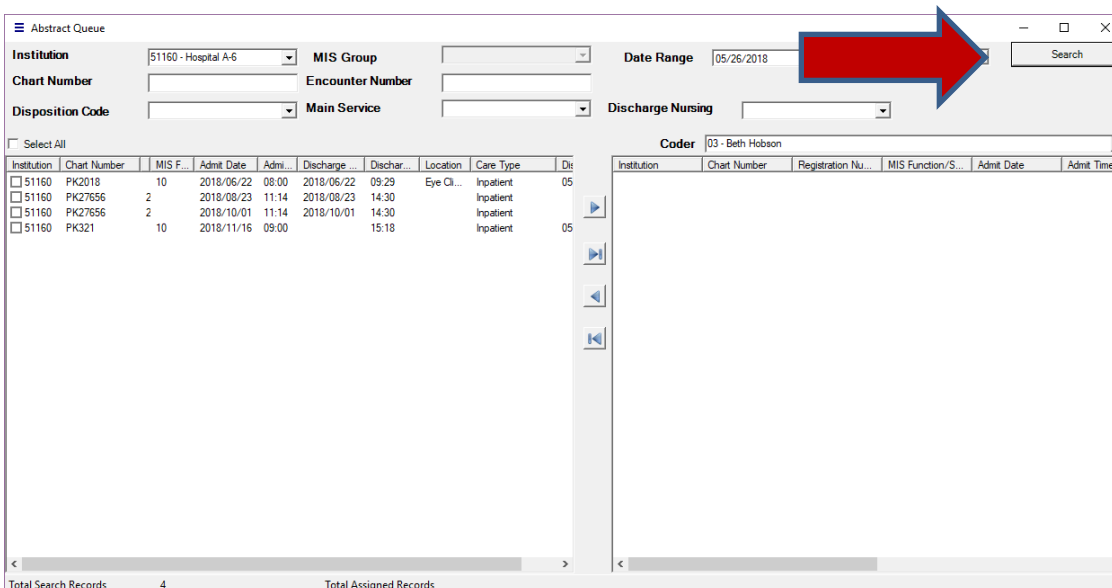 Abstract Queue
Institution 51160 - Hospital A-6 MIS Group Date Range 05/26/2018 Search
Chart Number Encounter Number
Disposition Code Main Service Discharge Nursing
Select All Coder 03 - Beth Hobson
Institution Chart Number MIS F... Admit Date Admi... Discharge ... Dischar... Location Care Type Dis Institution Chart Number Registration Nu... MIS Function/S... Admit Date Admit Time
51160 PK2018 10 2018/06/22 08:00 2018/06/22 09:29 Eye Cli... Inpatient 05
51160 PK27656 2 2018/08/23 11:14 2018/08/23 14:30 Inpatient
51160 PK27656 2 2018/10/01 11:14 2018/10/01 14:30 Inpatient
51160 PK321 10 2018/11/16 09:00 15:18 Inpatient 05
Total Search Records 4 Total Assigned Records